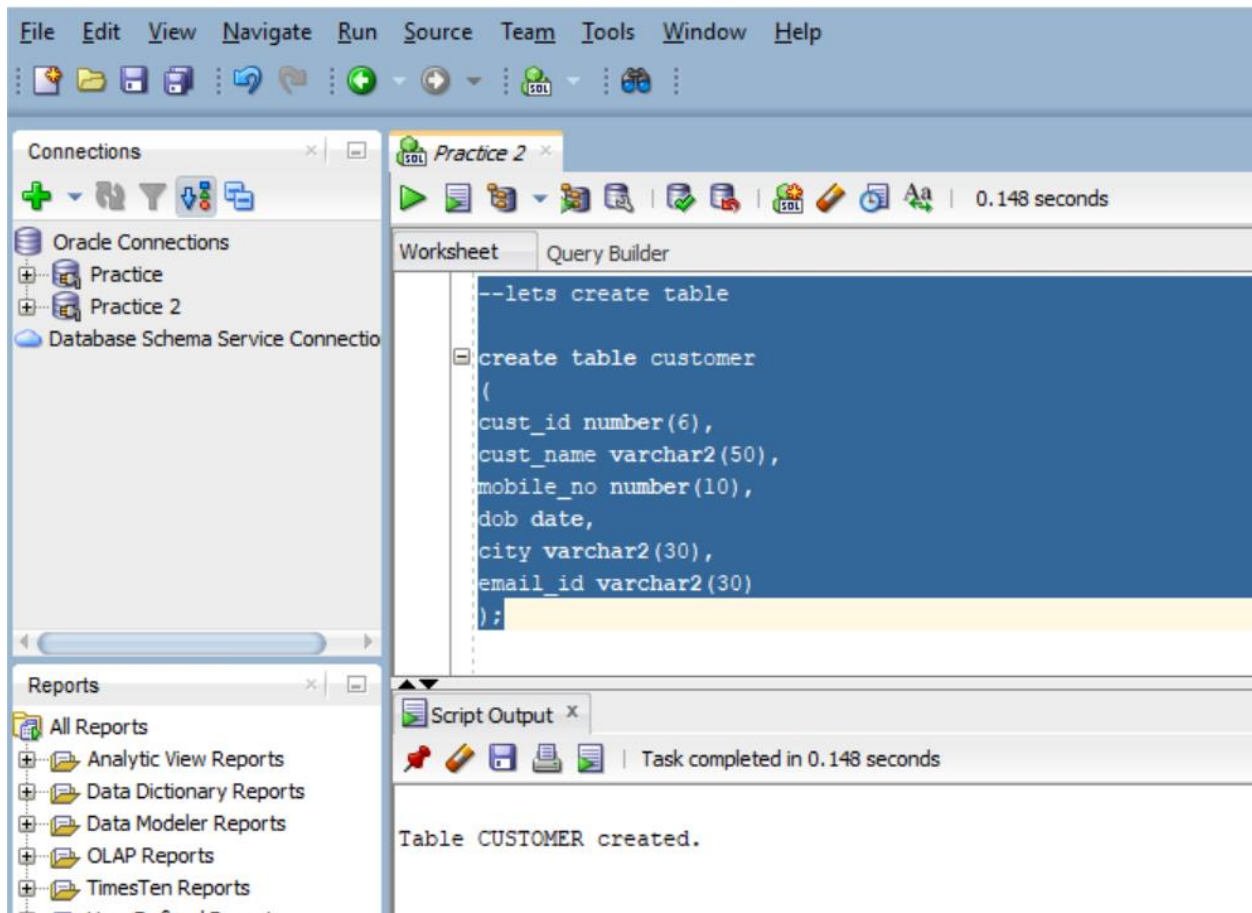 File Edit View Navigate Run Source Team Tools Window Help
Connections
Oracle Connections
Practice
Practice 2
Database Schema Service Connectio
Reports
All Reports
Analytic View Reports
Data Dictionary Reports
Data Modeler Reports
OLAP Reports
TimesTen Reports
Practice 2
SQL
0.148 seconds
Worksheet Query Builder
--lets create table
create table customer
(
cust_id number(6),
cust_name varchar2(50),
mobile_no number(10),
dob date,
city varchar2(30),
email_id varchar2(30)
);
Script Output
Task completed in 0.148 seconds
Table CUSTOMER created.